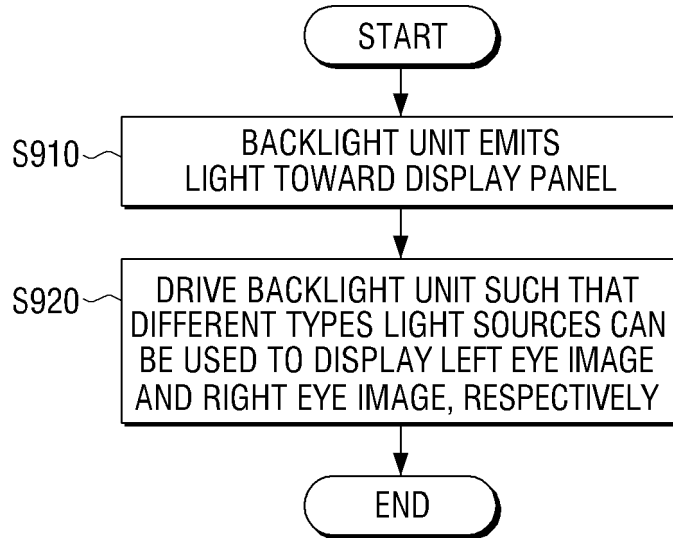 START
S910
BACKLIGHT UNIT EMITS
LIGHT TOWARD DISPLAY PANEL
S920
DRIVE BACKLIGHT UNIT SUCH THAT
DIFFERENT TYPES LIGHT SOURCES CAN
BE USED TO DISPLAY LEFT EYE IMAGE
AND RIGHT EYE IMAGE, RESPECTIVELY
END